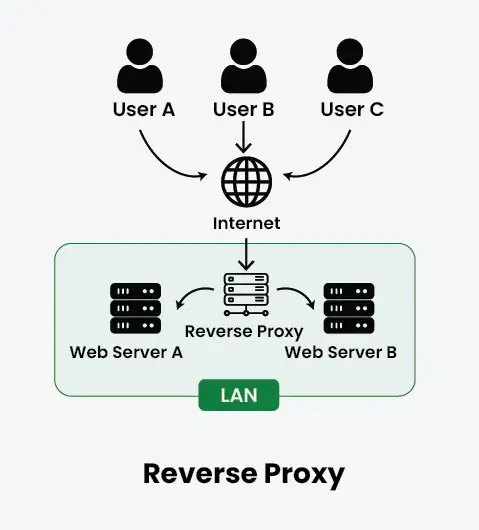 User A
User B
User C
Internet
Reverse Proxy
Web Server A
Web Server B
LAN
Reverse Proxy